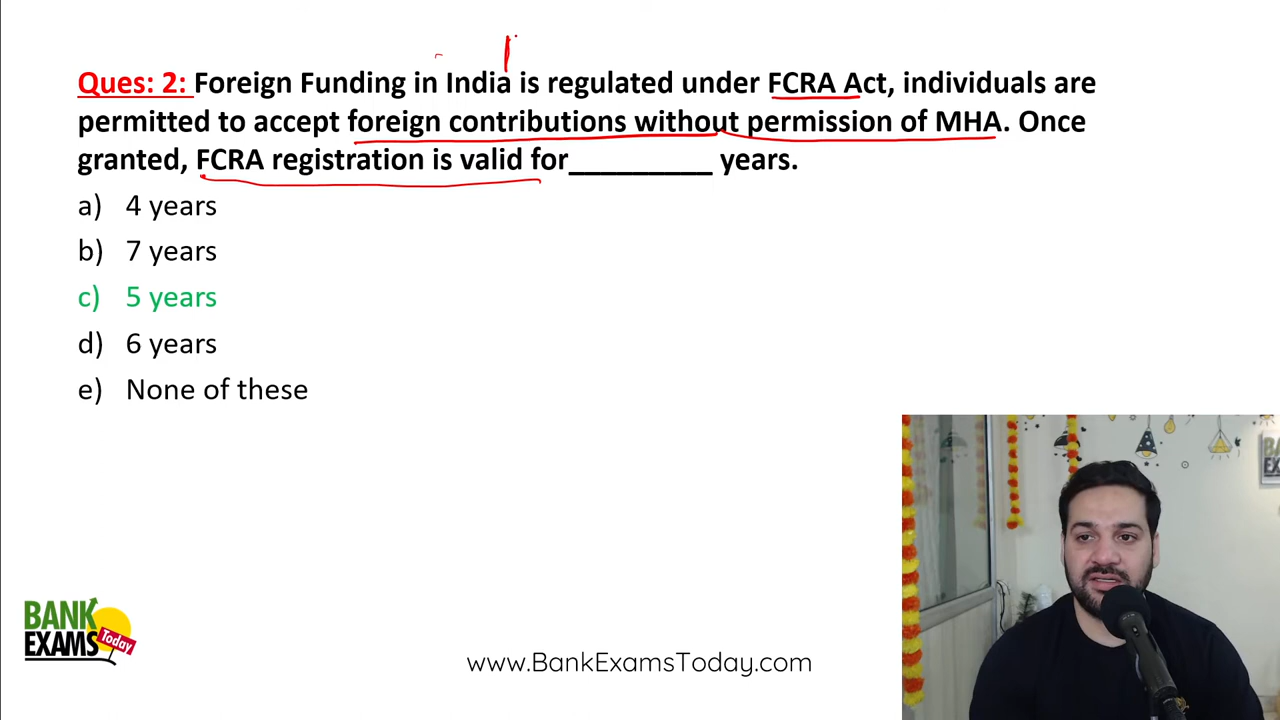 Ques: 2: Foreign Funding in India is regulated under FCRA Act, individuals are
permitted to accept foreign contributions without permission of MHA. Once
granted, FCRA registration is valid for_________ years.
a) 4 years
b) 7 years
c) 5 years
d) 6 years
e) None of these
BANK
EXAMS Today
www.BankExamsToday.com